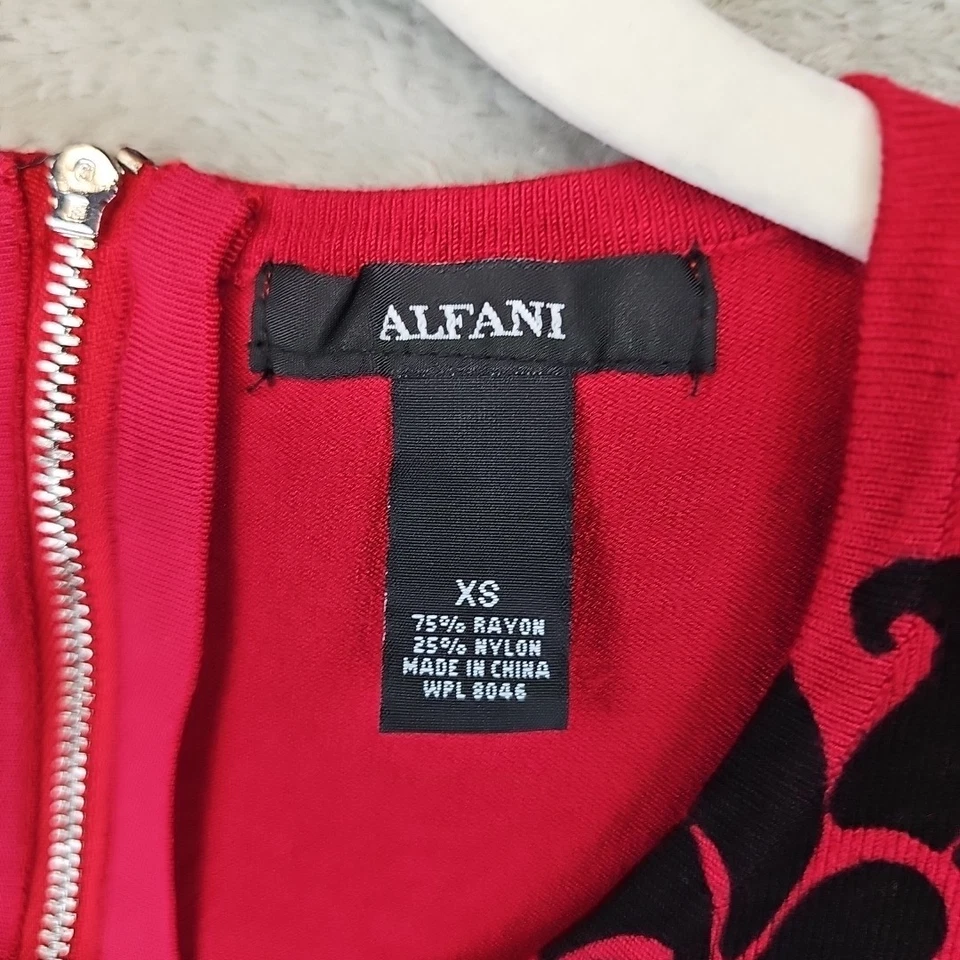 ALFANI
XS
75% RAYON
25% NYLON
MADE IN CHINA
WPL 8046